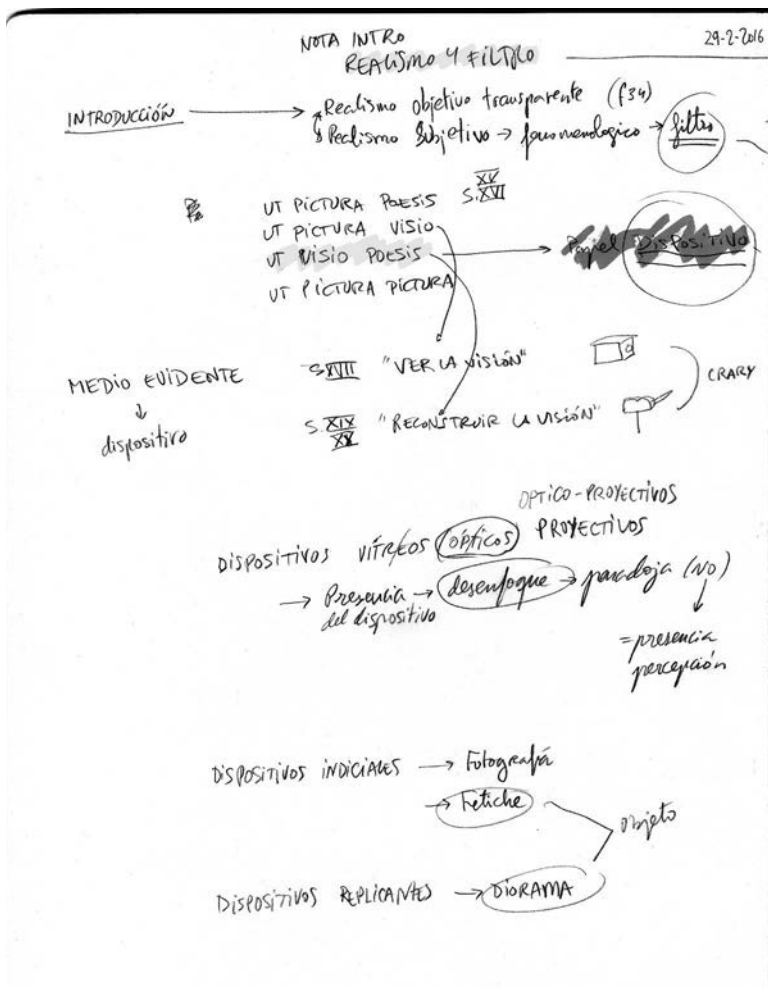 NOTA INTRO
29-2-2016
REALISMO Y FILTRO
INTRODUCCIÓN → Realismo objetivo transparente (f34)
Realismo Subjetivo → fenomenologico → filtro
UT PICTURA POESIS S. XV XVI
UT PICTURA VISIO
UT VISIO POESIS → Papel DISPOSITIVO
UT PICTURA PICTURA
MEDIO EVIDENTE S XVII "VER LA VISIÓN"
↓ CRARY
dispositivo S. XIX XX "RECONSTRUIR LA VISIÓN"
OPTICO-PROYECTIVOS
DISPOSITIVOS VÍTREOS (ópticos) PROYECTIVOS
→ Presencia → desenfoque → paradoja (NO)
del dispositivo
↓
= presencia
percepción
DISPOSITIVOS INDICIALES → Fotografía
→ Fetiche
objeto
DISPOSITIVOS REPLICANTES → DIORAMA